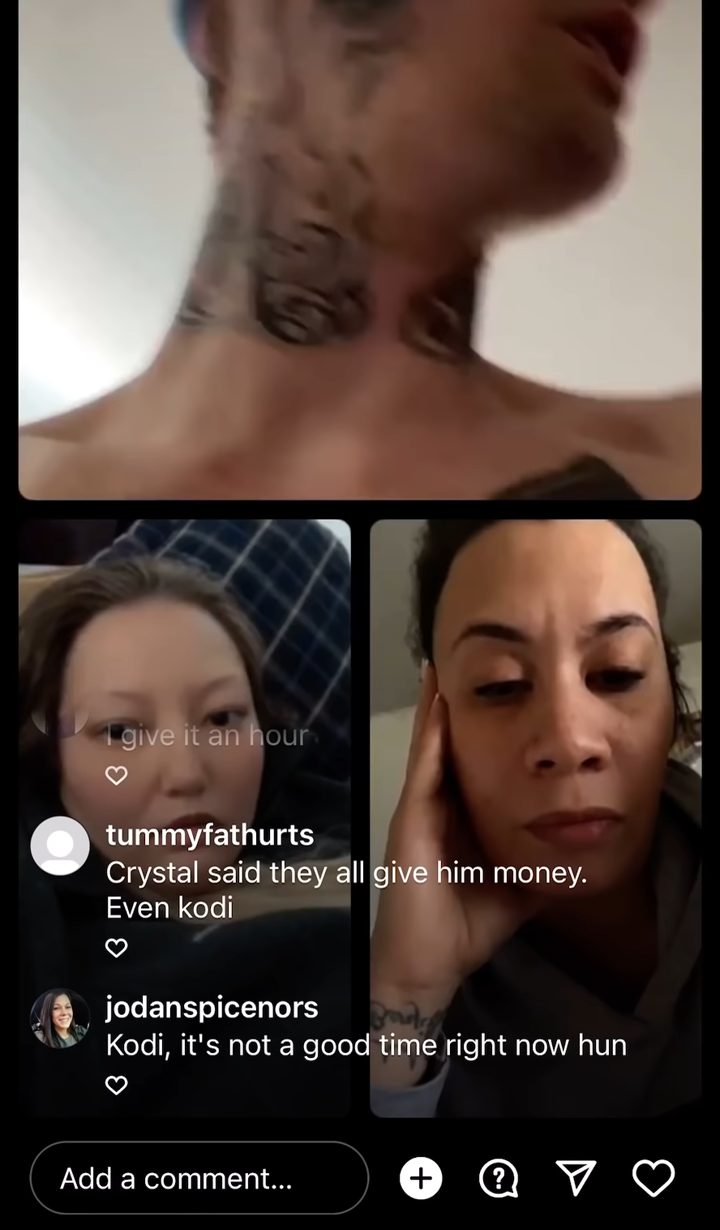 I give it an hour
tummyfathurts
Crystal said they all give him money.
Even kodi
jodanspicenors
Kodi, it's not a good time right now hun
Add a comment...